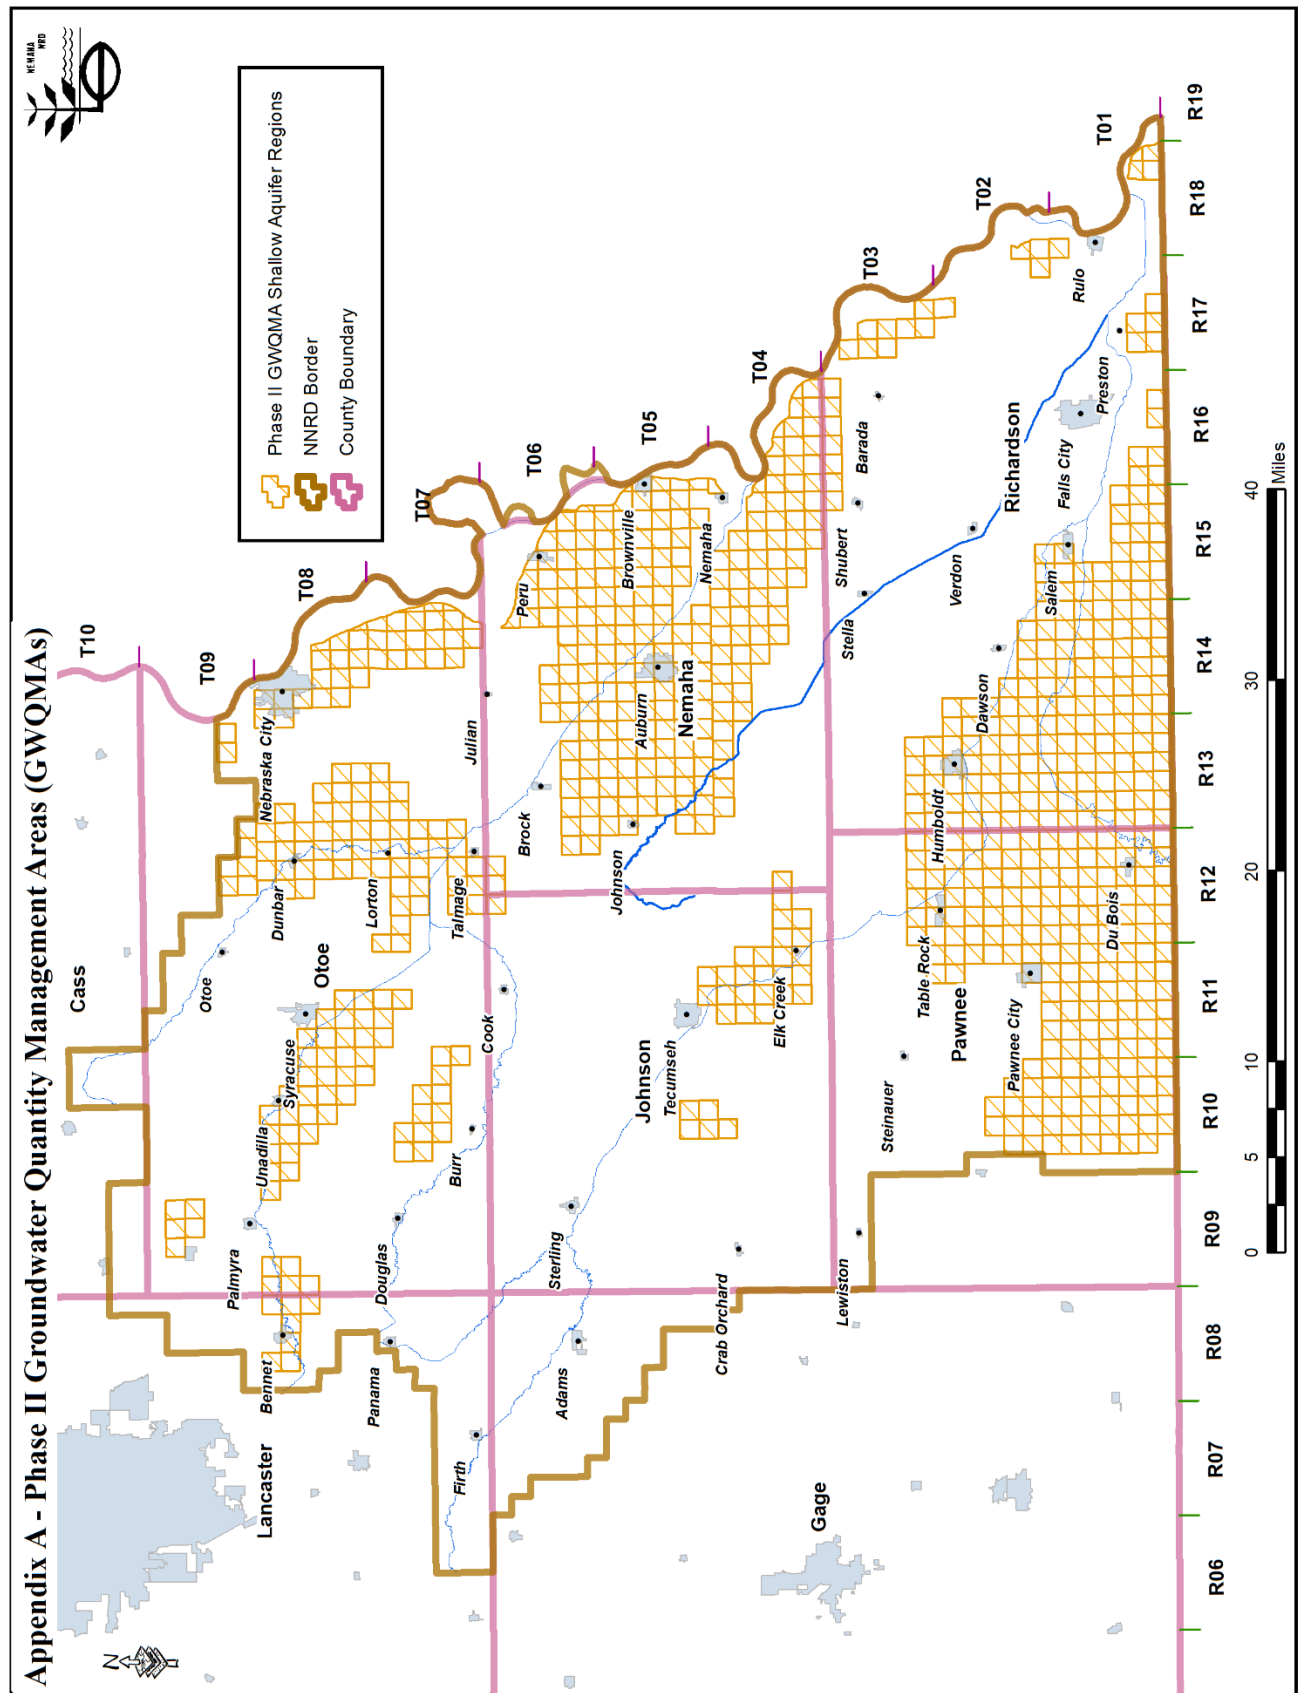 Appendix A - Phase II Groundwater Quantity Management Areas (GWQMAs)
NEMAHA
NRD
Phase II GWQMA Shallow Aquifer Regions
NNRD Border
County Boundary
N
T10
T09
T08
T07
T06
T05
T04
T03
T02
T01
Cass
Lancaster
Otoe
Otoe
Palmyra
Unadilla
Syracuse
Dunbar
Nebraska City
Bennet
Panama
Douglas
Burr
Lorton
Talmage
Julian
Cook
Firth
Peru
Brock
Brownville
Nemaha
Auburn
Nemaha
Johnson
Johnson
Sterling
Adams
Tecumseh
Elk Creek
Crab Orchard
Gage
Lewiston
Steinauer
Pawnee
Table Rock
Pawnee City
Du Bois
Humboldt
Dawson
Stella
Shubert
Barada
Verdon
Richardson
Salem
Falls City
Preston
Rulo
R06
R07
R08
R09
R10
R11
R12
R13
R14
R15
R16
R17
R18
R19
0
5
10
20
30
40
Miles